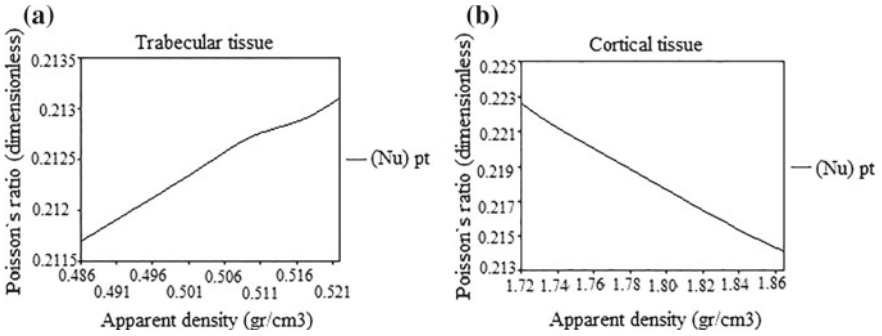 (a)
Trabecular tissue
Poisson`s ratio (dimensionless)
0.2135
0.213
0.2125
0.212
0.2115
0.486 0.496 0.506 0.516
0.491 0.501 0.511 0.521
Apparent density (gr/cm3)
(Nu) pt
(b)
Cortical tissue
Poisson`s ratio (dimensionless)
0.225
0.223
0.221
0.219
0.217
0.215
0.213
1.72 1.74 1.76 1.78 1.80 1.82 1.84 1.86
Apparent density (gr/cm3)
(Nu) pt